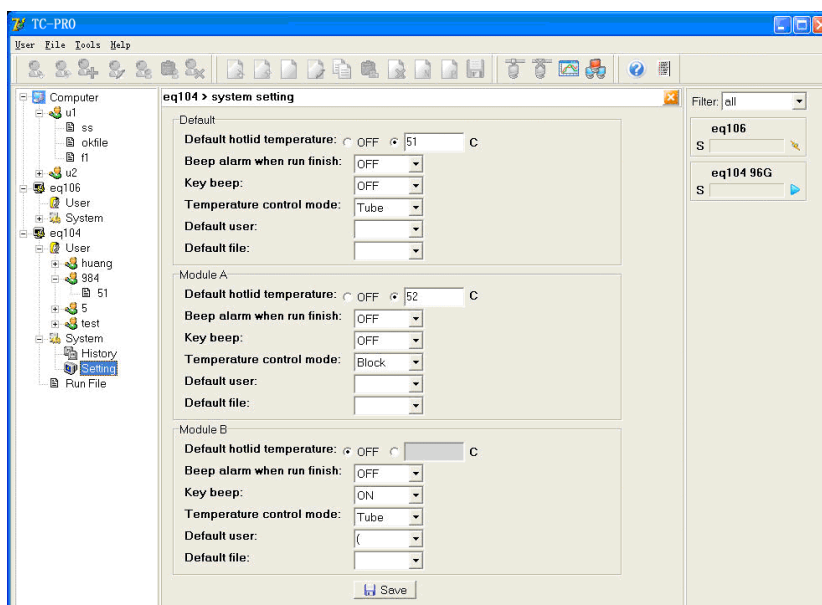 TC-PRO
User File Tools Help
Computer
u1
ss
okfile
f1
u2
eq106
User
System
eq104
User
huang
984
51
5
test
System
History
Setting
Run File
eq104 > system setting
Default
Default hotlid temperature: OFF 51 C
Beep alarm when run finish: OFF
Key beep: OFF
Temperature control mode: Tube
Default user:
Default file:
Module A
Default hotlid temperature: OFF 52 C
Beep alarm when run finish: OFF
Key beep: OFF
Temperature control mode: Block
Default user:
Default file:
Module B
Default hotlid temperature: OFF C
Beep alarm when run finish: OFF
Key beep: ON
Temperature control mode: Tube
Default user: (
Default file:
Save
Filter: all
eq106
S
eq104 96G
S